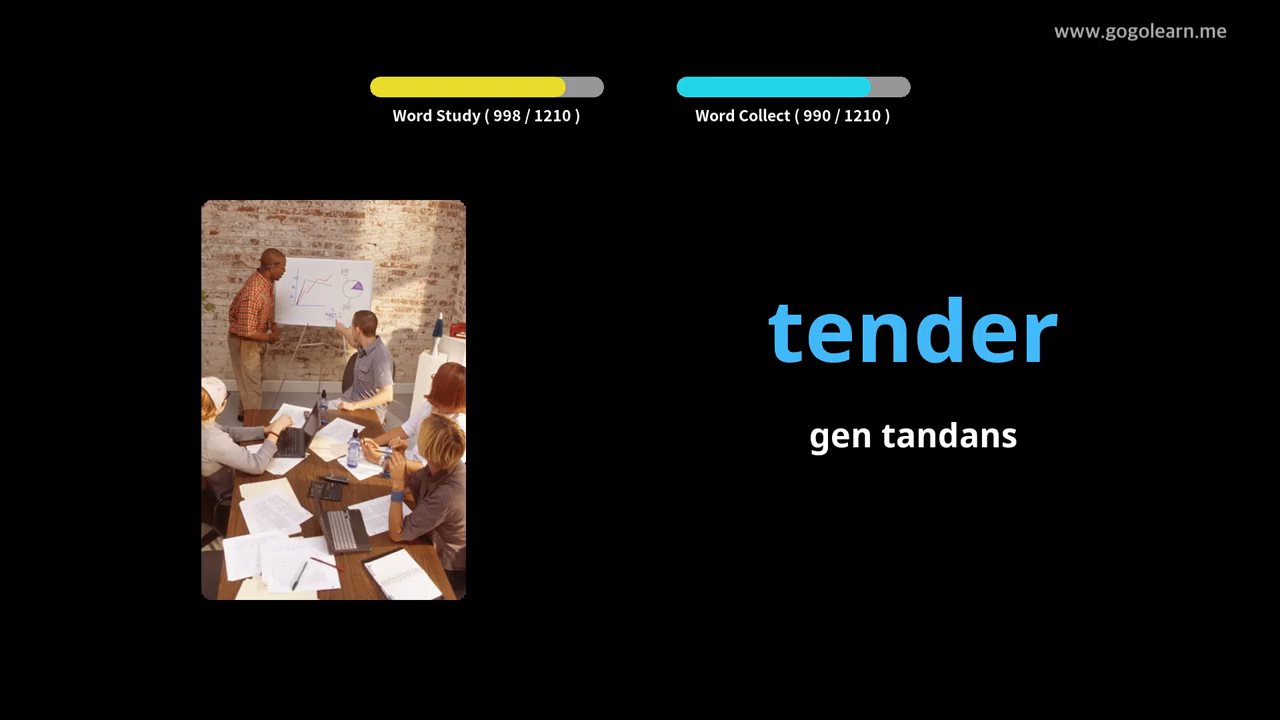 www.gogolearn.me
Word Study ( 998 / 1210 )
Word Collect ( 990 / 1210 )
tender
gen tandans